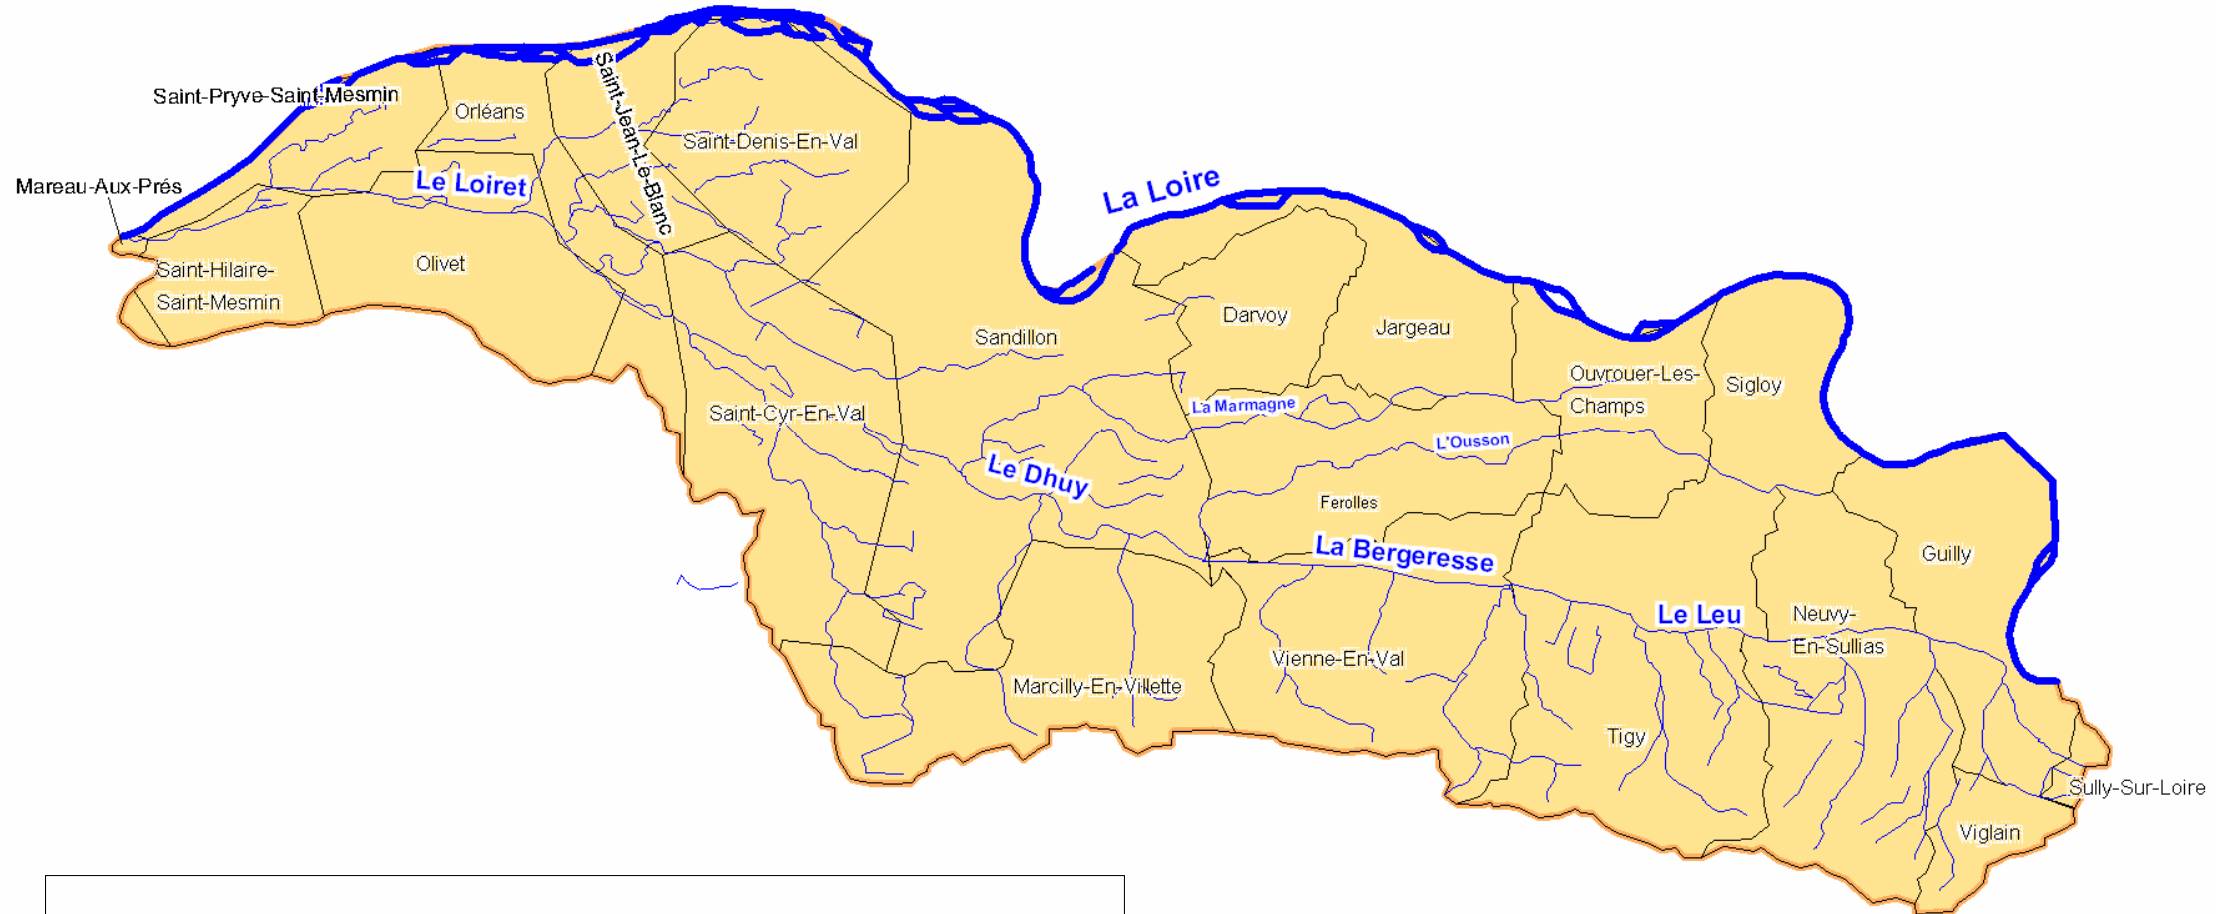 Saint-Pryve-Saint-Mesmin
Orléans
Saint-Jean-Le-Blanc
Saint-Denis-En-Val
Mareau-Aux-Prés
Le Loiret
La Loire
Saint-Hilaire-
Saint-Mesmin
Olivet
Sandillon
Darvoy
Jargeau
Ouvrouer-Les-
Champs
Sigloy
Saint-Cyr-En-Val
La Marmagne
L'Ousson
Le Dhuy
Ferolles
La Bergeresse
Guilly
Le Leu
Neuvy-
En-Sullias
Vienne-En-Val
Marcilly-En-Villette
Tigy
Sully-Sur-Loire
Viglain